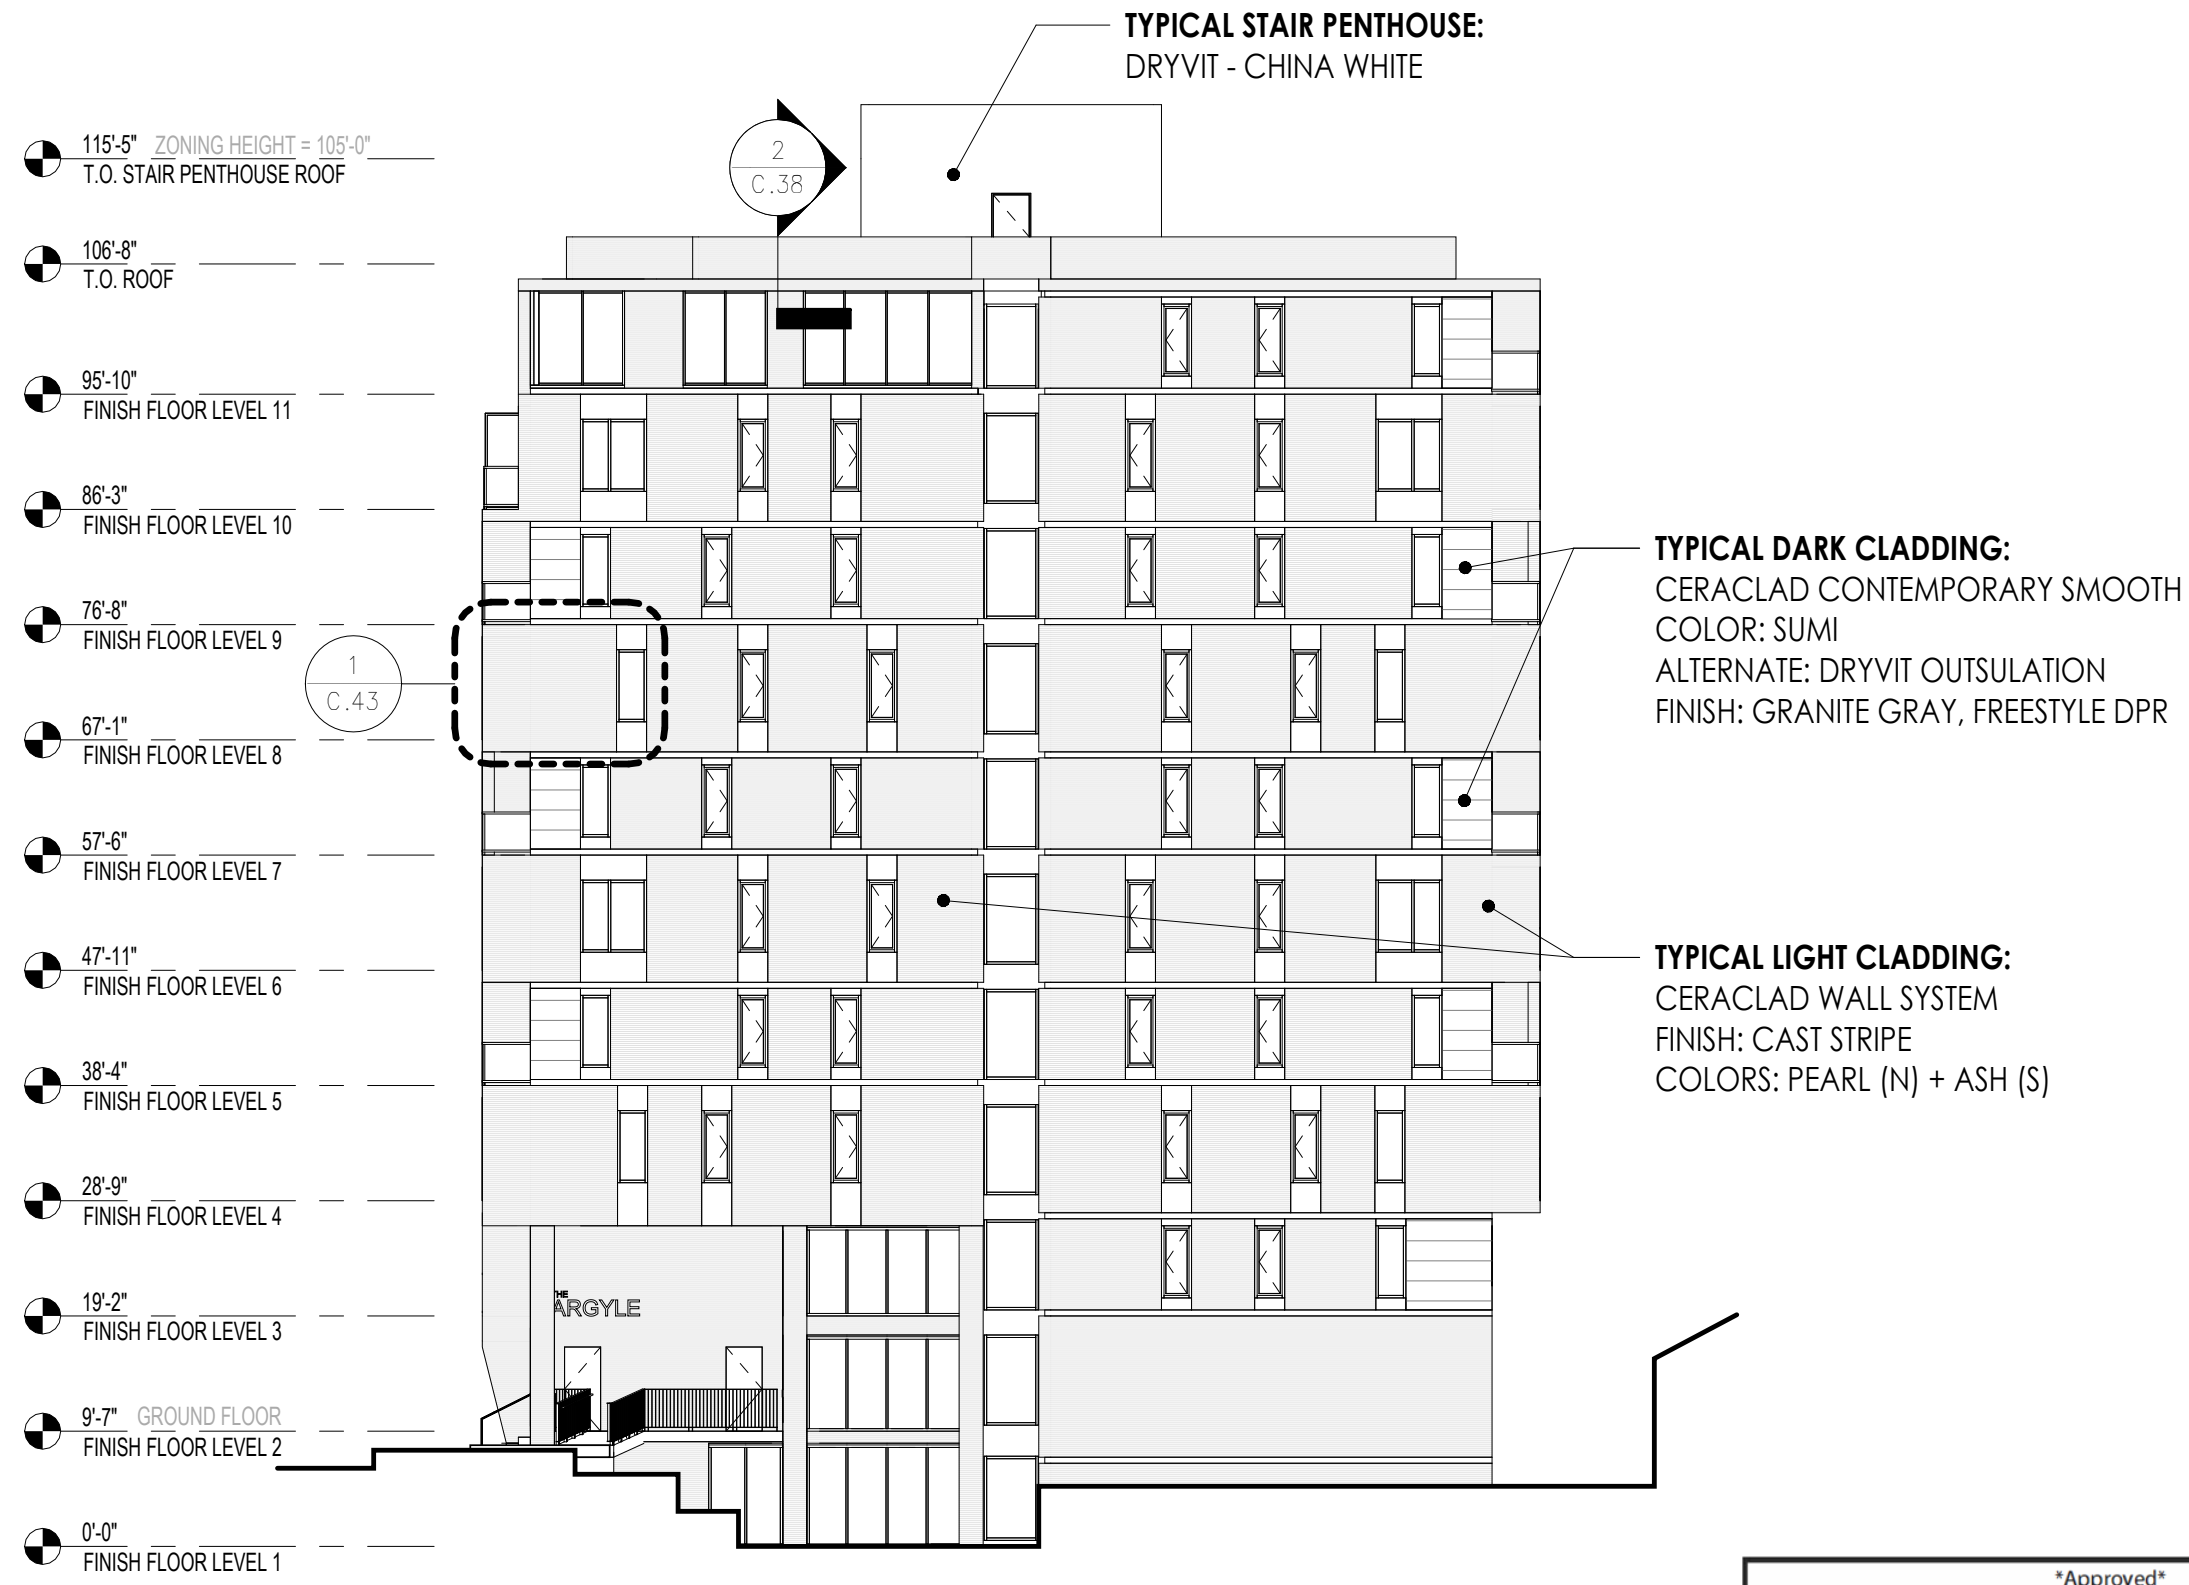 TYPICAL STAIR PENTHOUSE:
DRYVIT - CHINA WHITE
115'-5" ZONING HEIGHT = 105'-0"
T.O. STAIR PENTHOUSE ROOF
2
C.38
106'-8"
T.O. ROOF
95'-10"
FINISH FLOOR LEVEL 11
86'-3"
FINISH FLOOR LEVEL 10
TYPICAL DARK CLADDING:
CERACLAD CONTEMPORARY SMOOTH
COLOR: SUMI
ALTERNATE: DRYVIT OUTSULATION
FINISH: GRANITE GRAY, FREESTYLE DPR
76'-8"
FINISH FLOOR LEVEL 9
1
C.43
67'-1"
FINISH FLOOR LEVEL 8
57'-6"
FINISH FLOOR LEVEL 7
47'-11"
FINISH FLOOR LEVEL 6
TYPICAL LIGHT CLADDING:
CERACLAD WALL SYSTEM
FINISH: CAST STRIPE
COLORS: PEARL (N) + ASH (S)
38'-4"
FINISH FLOOR LEVEL 5
28'-9"
FINISH FLOOR LEVEL 4
19'-2"
FINISH FLOOR LEVEL 3
THE
ARGYLE
9'-7" GROUND FLOOR
FINISH FLOOR LEVEL 2
0'-0"
FINISH FLOOR LEVEL 1
*Approved*